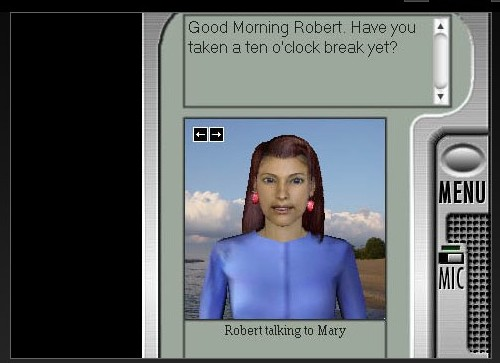 Good Morning Robert. Have you
taken a ten o'clock break yet?
MENU
MIC
Robert talking to Mary